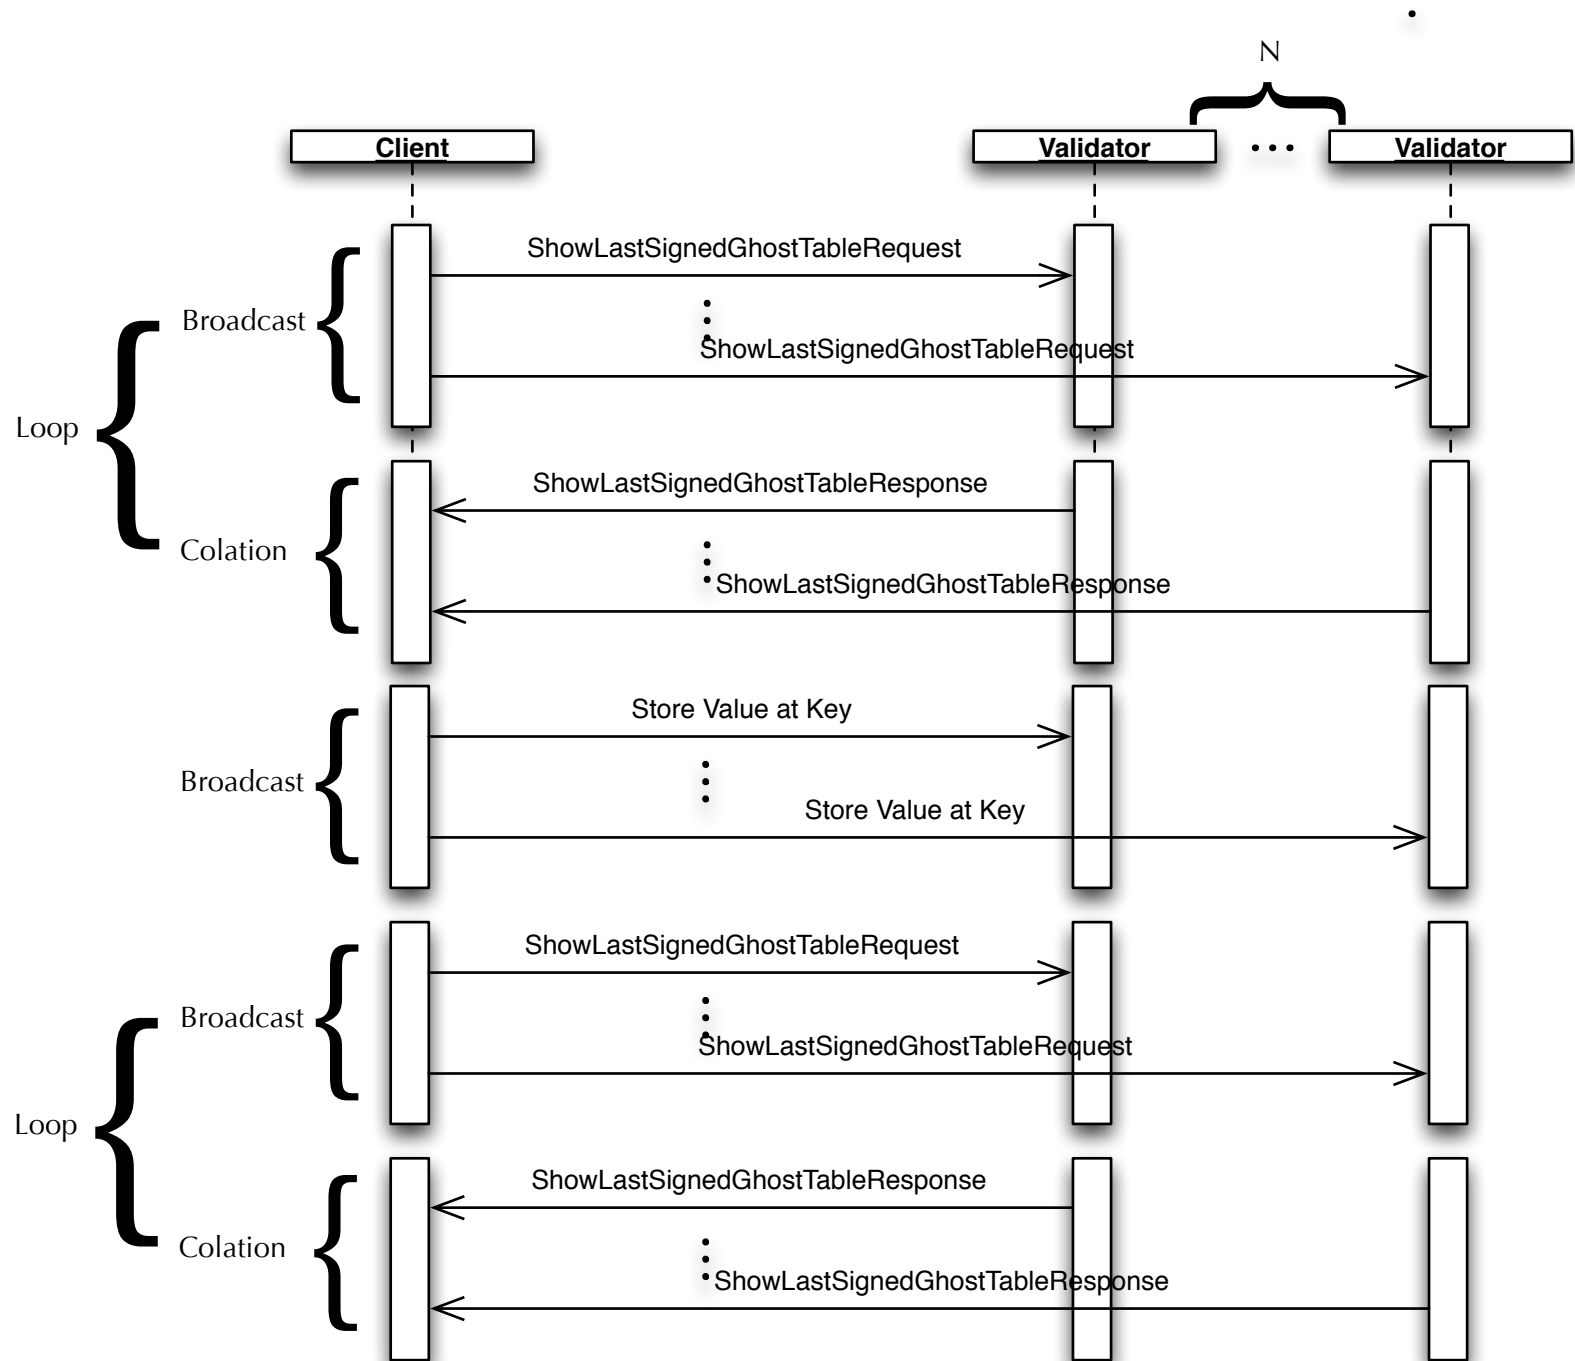 N
Client
Validator
...
Validator
ShowLastSignedGhostTableRequest
Broadcast
ShowLastSignedGhostTableRequest
Loop
ShowLastSignedGhostTableResponse
Colation
ShowLastSignedGhostTableResponse
Store Value at Key
Broadcast
Store Value at Key
ShowLastSignedGhostTableRequest
Broadcast
ShowLastSignedGhostTableRequest
Loop
ShowLastSignedGhostTableResponse
Colation
ShowLastSignedGhostTableResponse